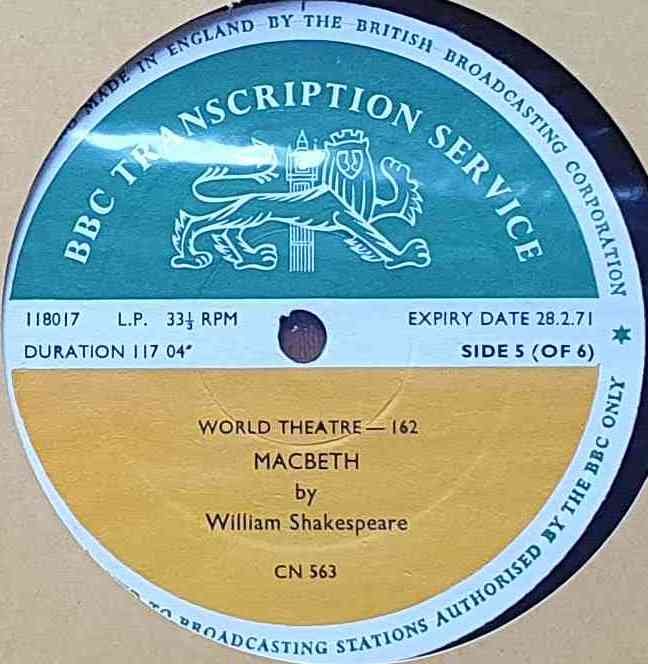 MADE IN ENGLAND BY THE BRITISH BROADCASTING CORPORATION
BBC TRANSCRIPTION SERVICE
118017 L.P. 33⅓ RPM EXPIRY DATE 28.2.71
DURATION 117 04" SIDE 5 (OF 6)
WORLD THEATRE — 162
MACBETH
by
William Shakespeare
CN 563
TO BROADCASTING STATIONS AUTHORISED BY THE BBC ONLY